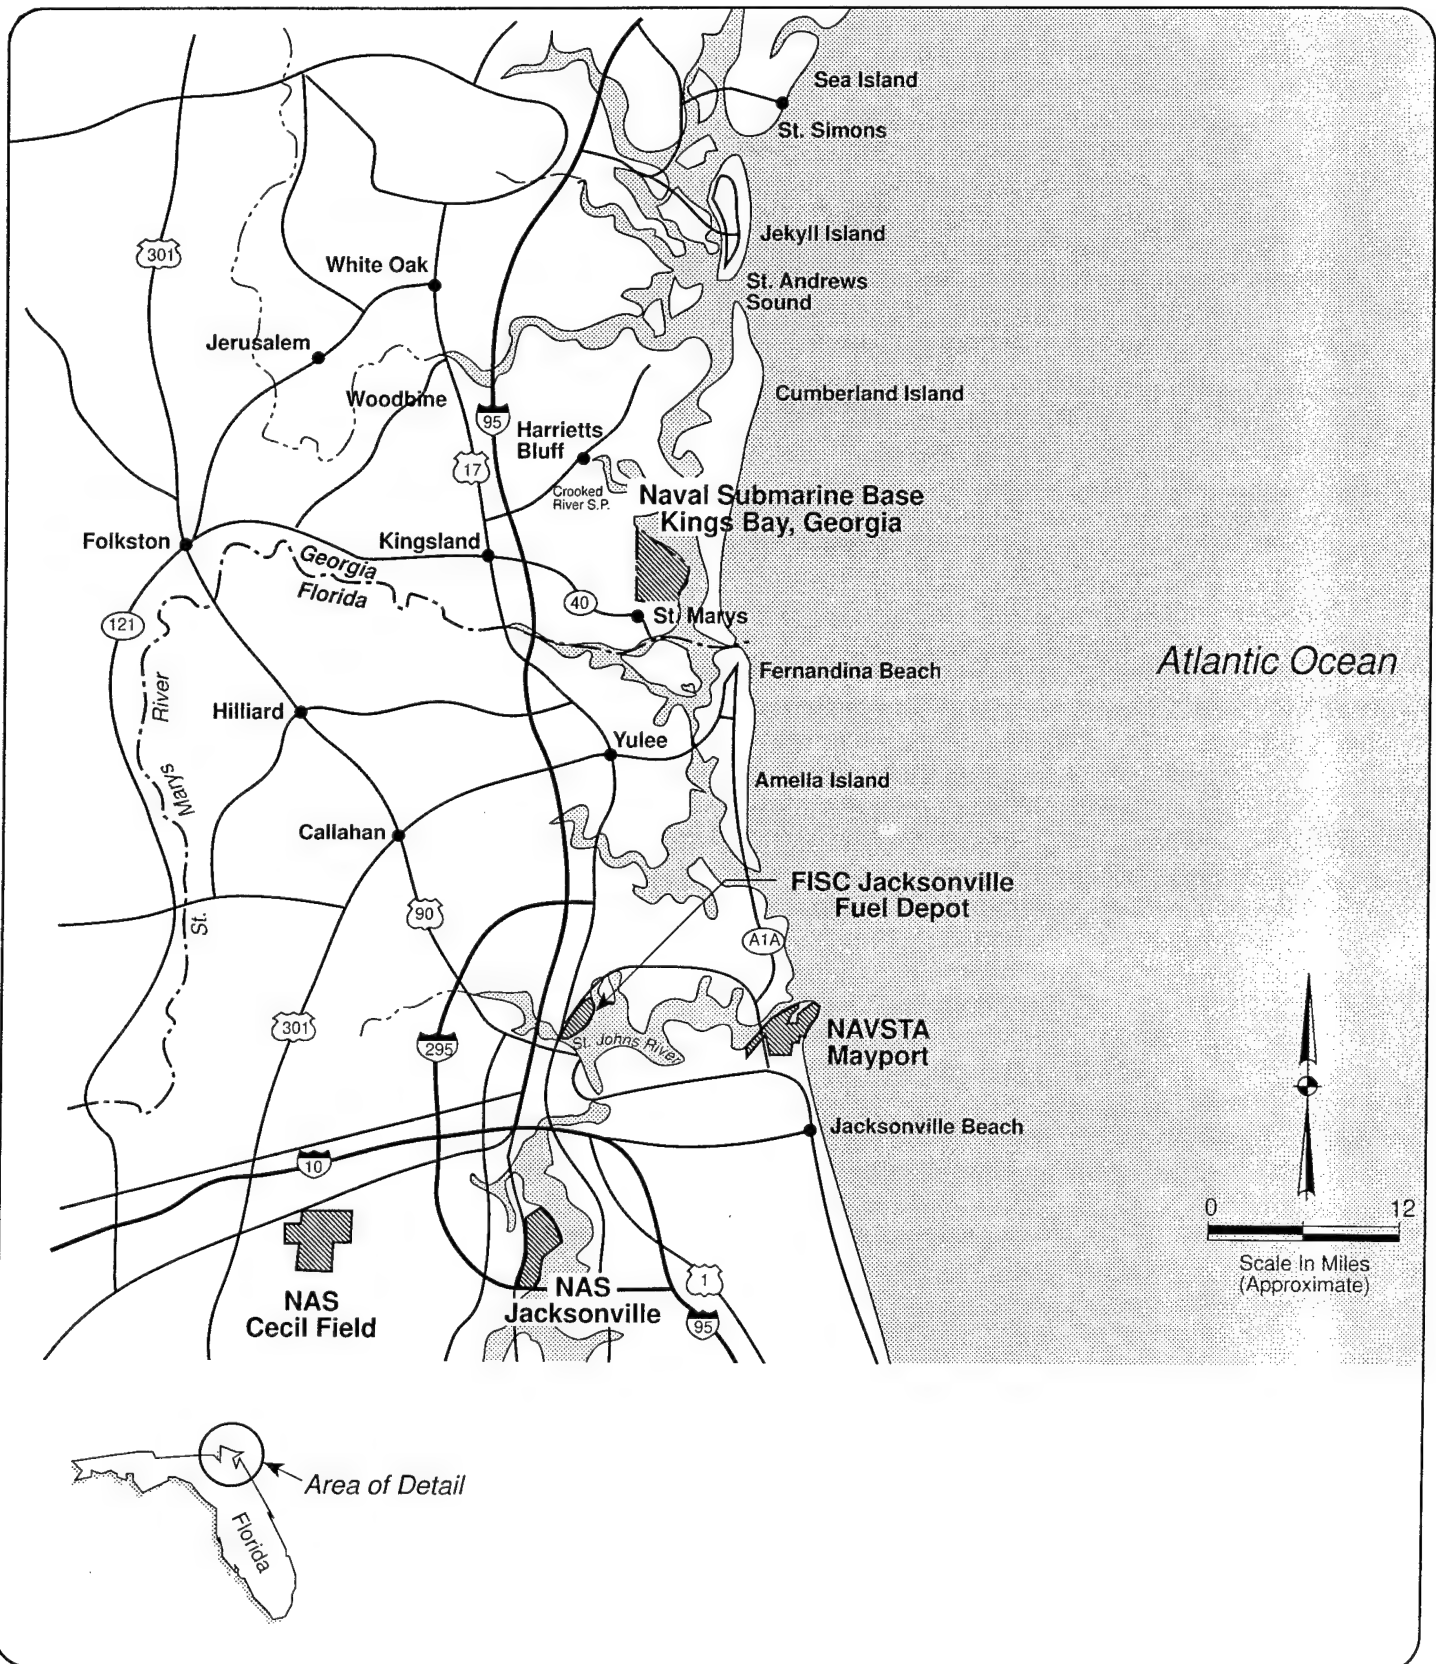 Sea Island
St. Simons
Jekyll Island
301
White Oak
St. Andrews
Sound
Jerusalem
Woodbine
Cumberland Island
95
Harrietts
Bluff
17
Crooked
River S.P.
Naval Submarine Base
Kings Bay, Georgia
Folkston
Kingsland
Georgia
Florida
40
St. Marys
121
Atlantic Ocean
Fernandina Beach
River
Hilliard
Yulee
Marys
Amelia Island
Callahan
FISC Jacksonville
Fuel Depot
90
St.
A1A
301
295
St. Johns River
NAVSTA
Mayport
Jacksonville Beach
10
0 12
Scale In Miles
(Approximate)
NAS
Cecil Field
NAS
Jacksonville
1
95
Area of Detail
Florida